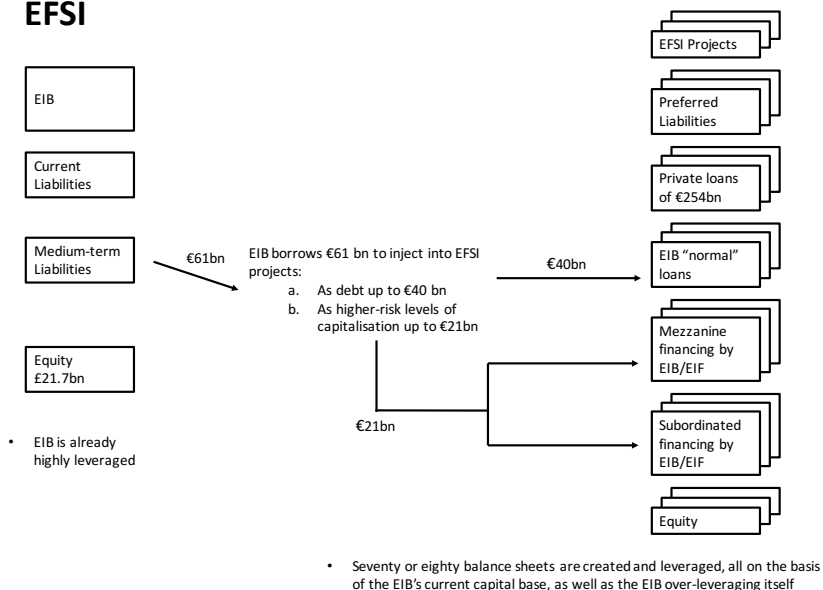 EFSI
EIB
Current
Liabilities
Medium-term
Liabilities
Equity
£21.7bn
• EIB is already
highly leveraged
€61bn
EIB borrows €61 bn to inject into EFSI
projects:
a. As debt up to €40 bn
b. As higher-risk levels of
capitalisation up to €21bn
€40bn
€21bn
EFSI Projects
Preferred
Liabilities
Private loans
of €254bn
EIB “normal”
loans
Mezzanine
financing by
EIB/EIF
Subordinated
financing by
EIB/EIF
Equity
• Seventy or eighty balance sheets are created and leveraged, all on the basis
of the EIB’s current capital base, as well as the EIB over-leveraging itself